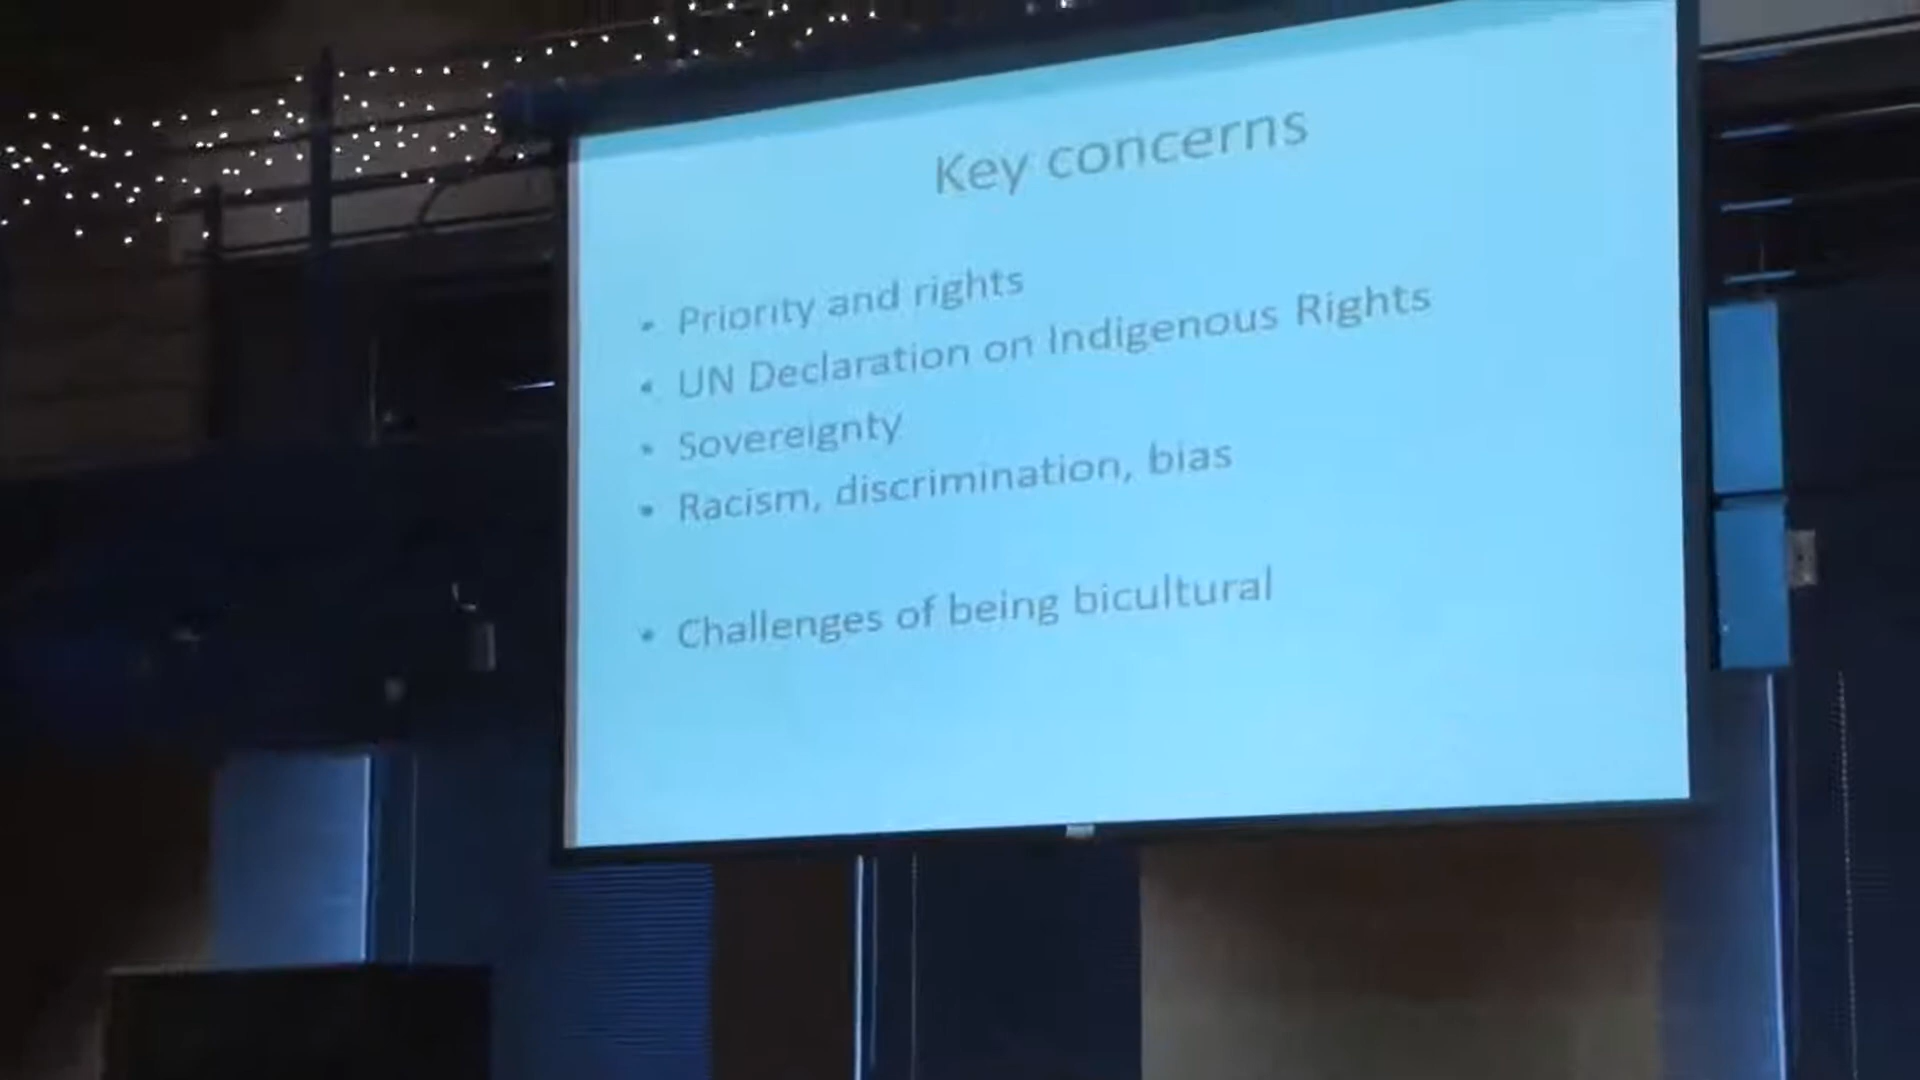 Key concerns
• Priority and rights
• UN Declaration on Indigenous Rights
• Sovereignty
• Racism, discrimination, bias
• Challenges of being bicultural